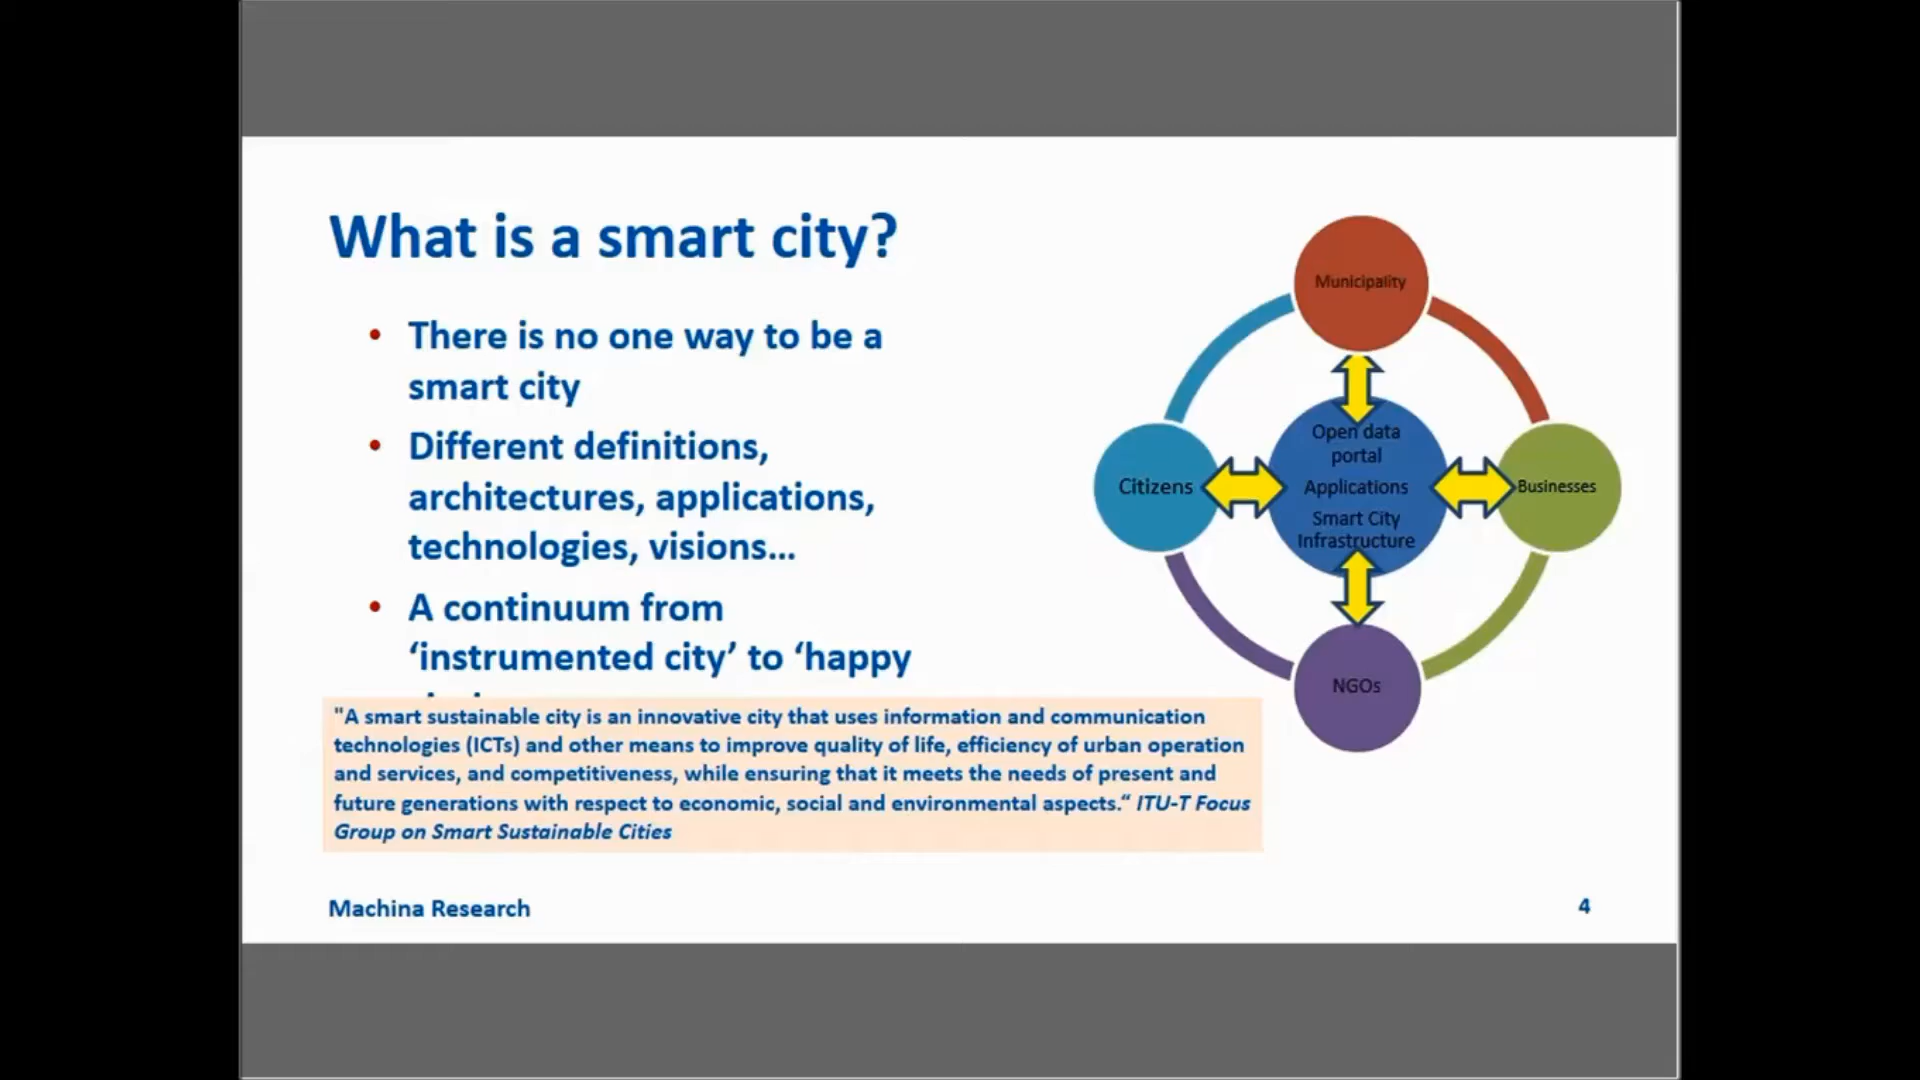 What is a smart city?
• There is no one way to be a
smart city
• Different definitions,
architectures, applications,
technologies, visions...
• A continuum from
‘instrumented city’ to ‘happy
"A smart sustainable city is an innovative city that uses information and communication
technologies (ICTs) and other means to improve quality of life, efficiency of urban operation
and services, and competitiveness, while ensuring that it meets the needs of present and
future generations with respect to economic, social and environmental aspects.“ ITU-T Focus
Group on Smart Sustainable Cities
Municipality
Open data
portal
Citizens
Applications
Businesses
Smart City
Infrastructure
NGOs
Machina Research
4